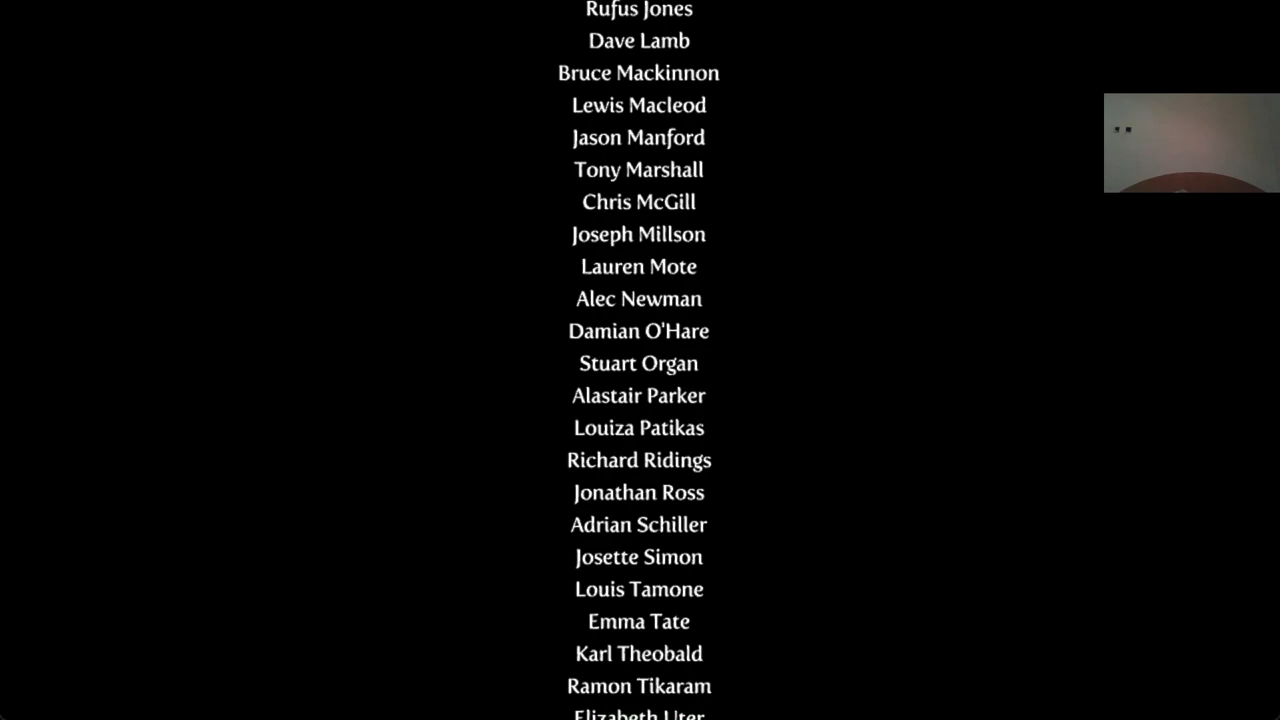 Rufus Jones
Dave Lamb
Bruce Mackinnon
Lewis Macleod
Jason Manford
Tony Marshall
Chris McGill
Joseph Millson
Lauren Mote
Alec Newman
Damian O'Hare
Stuart Organ
Alastair Parker
Louiza Patikas
Richard Ridings
Jonathan Ross
Adrian Schiller
Josette Simon
Louis Tamone
Emma Tate
Karl Theobald
Ramon Tikaram
Elizabeth Uter